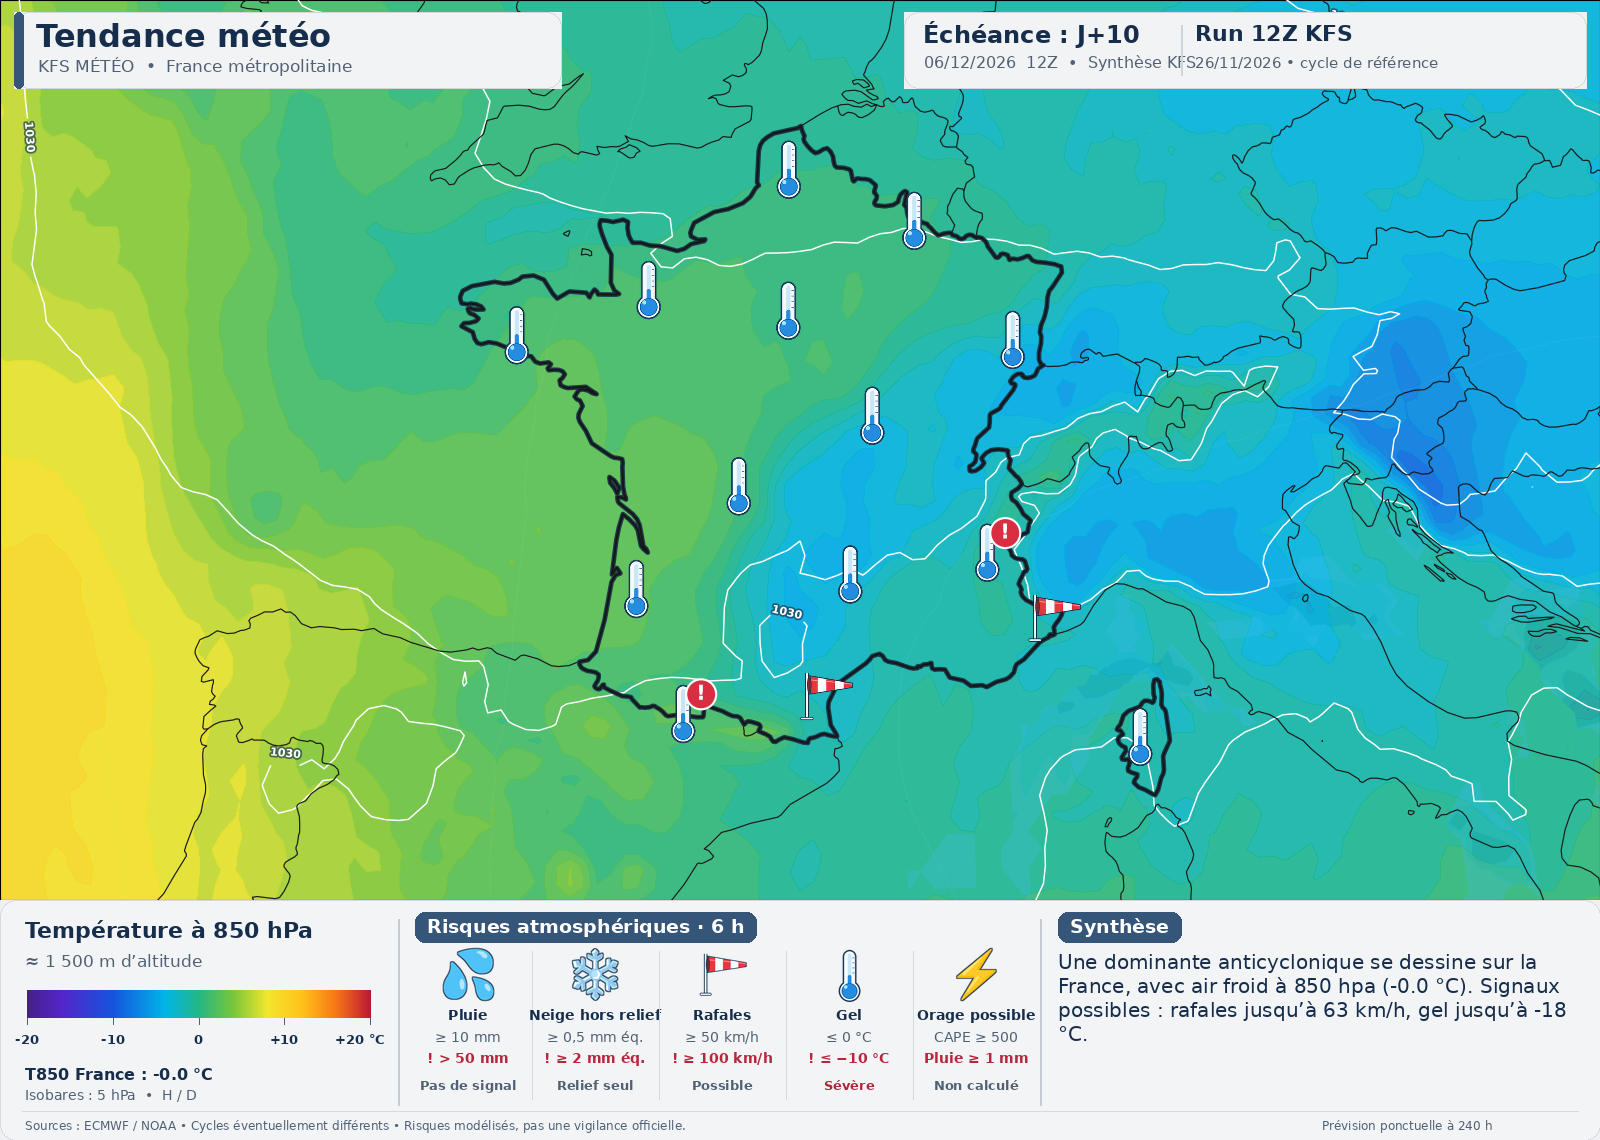 Tendance météo
KFS MÉTÉO • France métropolitaine
Échéance : J+10
06/12/2026 12Z • Synthèse KFS
Run 12Z KFS
26/11/2026 • cycle de référence
1030
1030
1030
!
!
Température à 850 hPa
≈ 1 500 m d’altitude
-20 -10 0 +10 +20 °C
T850 France : -0.0 °C
Isobares : 5 hPa • H / D
Risques atmosphériques · 6 h
Pluie
≥ 10 mm
! > 50 mm
Pas de signal
Neige hors relief
≥ 0,5 mm éq.
! ≥ 2 mm éq.
Relief seul
Rafales
≥ 50 km/h
! ≥ 100 km/h
Possible
Gel
≤ 0 °C
! ≤ −10 °C
Sévère
Orage possible
CAPE ≥ 500
Pluie ≥ 1 mm
Non calculé
Synthèse
Une dominante anticyclonique se dessine sur la
France, avec air froid à 850 hpa (-0.0 °C). Signaux
possibles : rafales jusqu’à 63 km/h, gel jusqu’à -18
°C.
Sources : ECMWF / NOAA • Cycles éventuellement différents • Risques modélisés, pas une vigilance officielle.
Prévision ponctuelle à 240 h